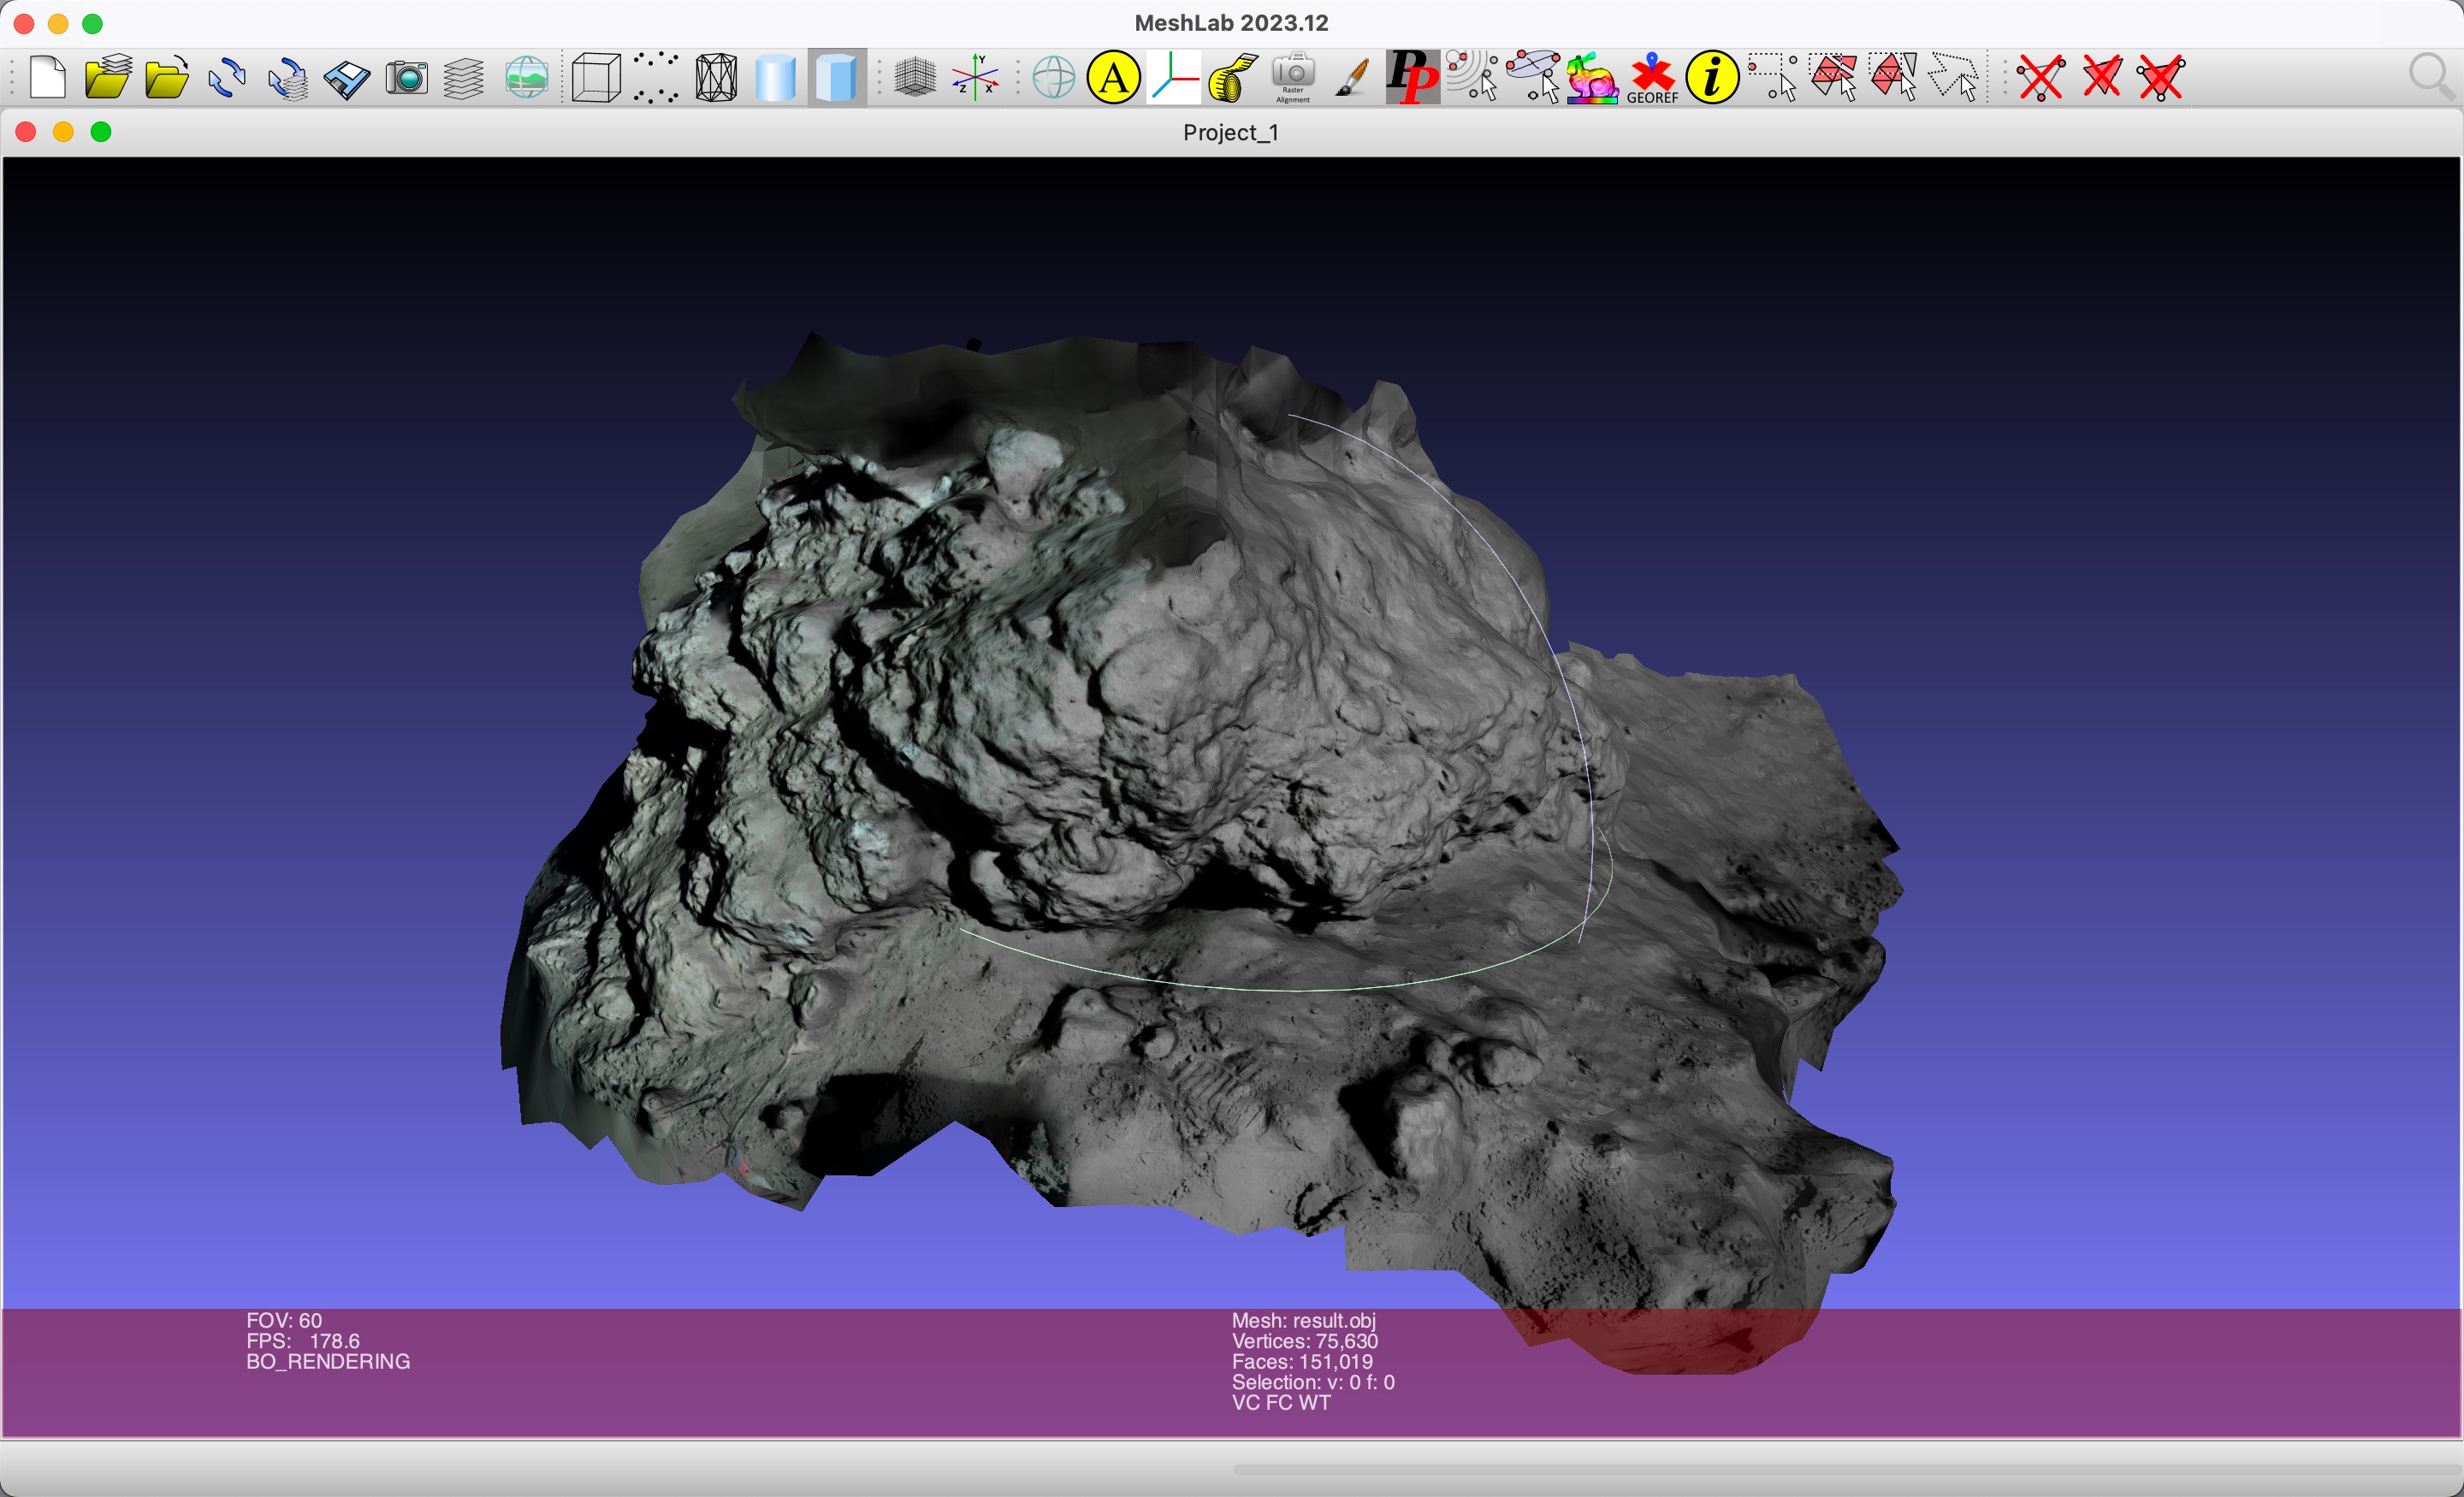 MeshLab 2023.12
Y
Z X
A
Raster
Alignment
PP
GEOREF
i
Project_1
FOV: 60
FPS: 178.6
BO_RENDERING
Mesh: result.obj
Vertices: 75,630
Faces: 151,019
Selection: v: 0 f: 0
VC FC WT